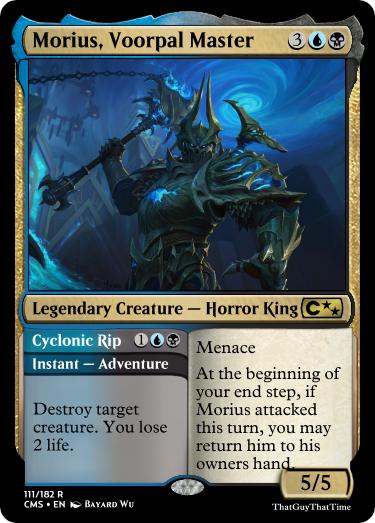 Morius, Voorpal Master 3
Legendary Creature — Horror King C
Cyclonic Rip 1
Instant — Adventure
Destroy target
creature. You lose
2 life.
Menace
At the beginning of
your end step, if
Morius attacked
this turn, you may
return him to his
owners hand.
5/5
111/182 R
CMS • EN Bayard Wu
ThatGuyThatTime